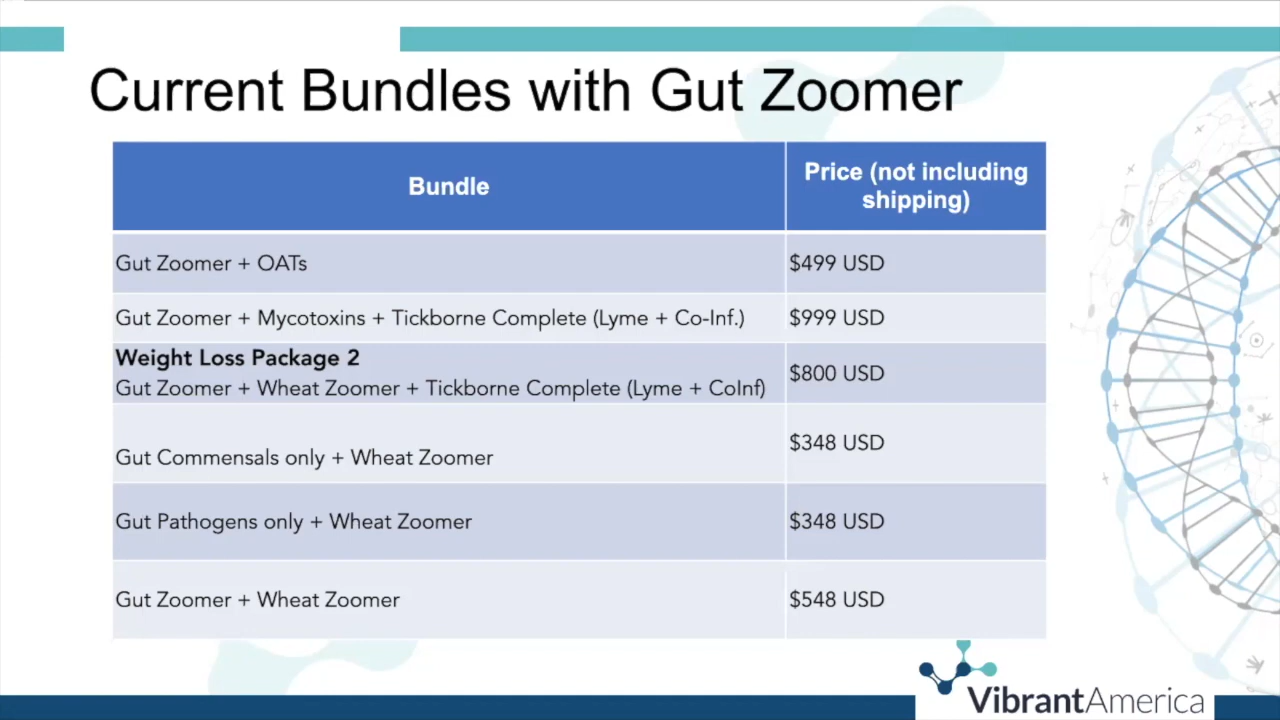 Current Bundles with Gut Zoomer
Bundle
Price (not including
shipping)
Gut Zoomer + OATs
$499 USD
Gut Zoomer + Mycotoxins + Tickborne Complete (Lyme + Co-Inf.)
$999 USD
Weight Loss Package 2
Gut Zoomer + Wheat Zoomer + Tickborne Complete (Lyme + CoInf)
$800 USD
Gut Commensals only + Wheat Zoomer
$348 USD
Gut Pathogens only + Wheat Zoomer
$348 USD
Gut Zoomer + Wheat Zoomer
$548 USD
VibrantAmerica